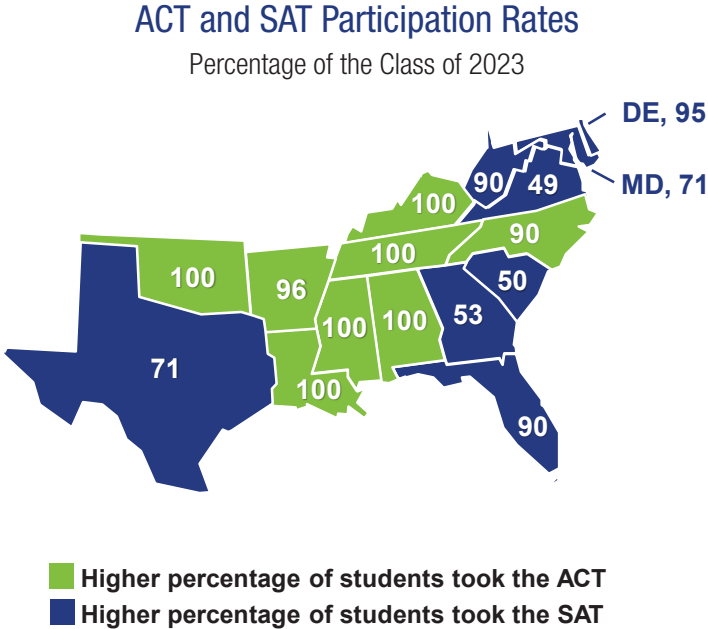 ACT and SAT Participation Rates
Percentage of the Class of 2023
DE, 95
MD, 71
90
49
100
90
100
100
96
50
53
100
100
71
100
90
Higher percentage of students took the ACT
Higher percentage of students took the SAT